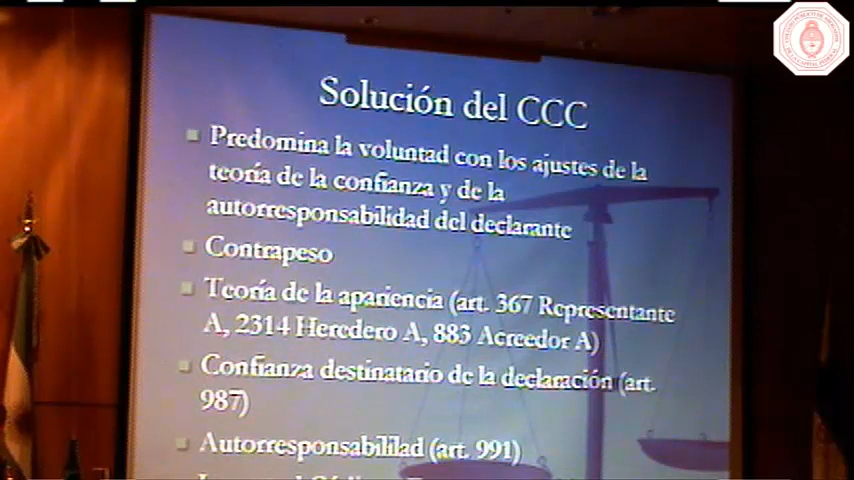 Solución del CCC
Predomina la voluntad con los ajustes de la
teoría de la confianza y de la
autorresponsabilidad del declarante
Contrapeso
Teoría de la apariencia (art. 367 Representante
A, 2314 Heredero A, 883 Acreedor A)
Confianza destinatario de la declaración (art.
987)
Autorresponsabililad (art. 991)